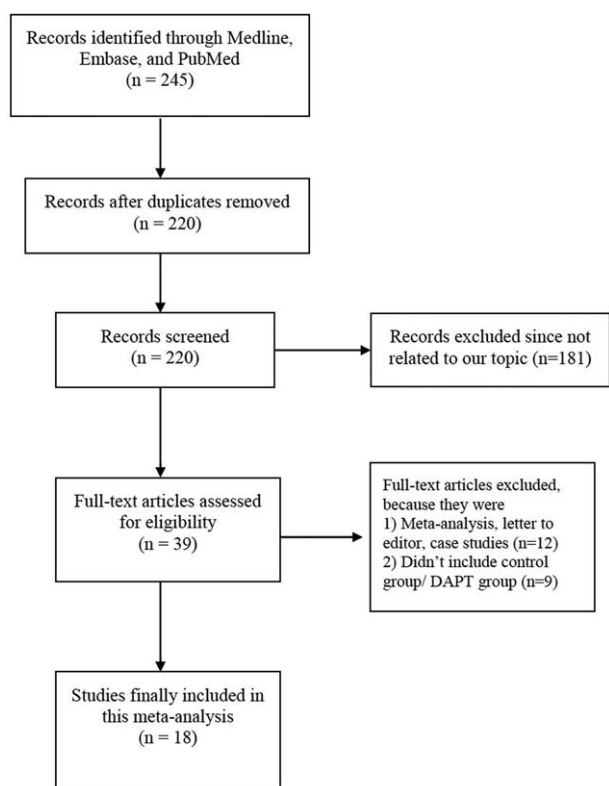 Records identified through Medline,
Embase, and PubMed
(n = 245)
Records after duplicates removed
(n = 220)
Records screened
(n = 220)
Records excluded since not
related to our topic (n=181)
Full-text articles assessed
for eligibility
(n = 39)
Full-text articles excluded,
because they were
1) Meta-analysis, letter to
editor, case studies (n=12)
2) Didn't include control
group/ DAPT group (n=9)
Studies finally included in
this meta-analysis
(n = 18)